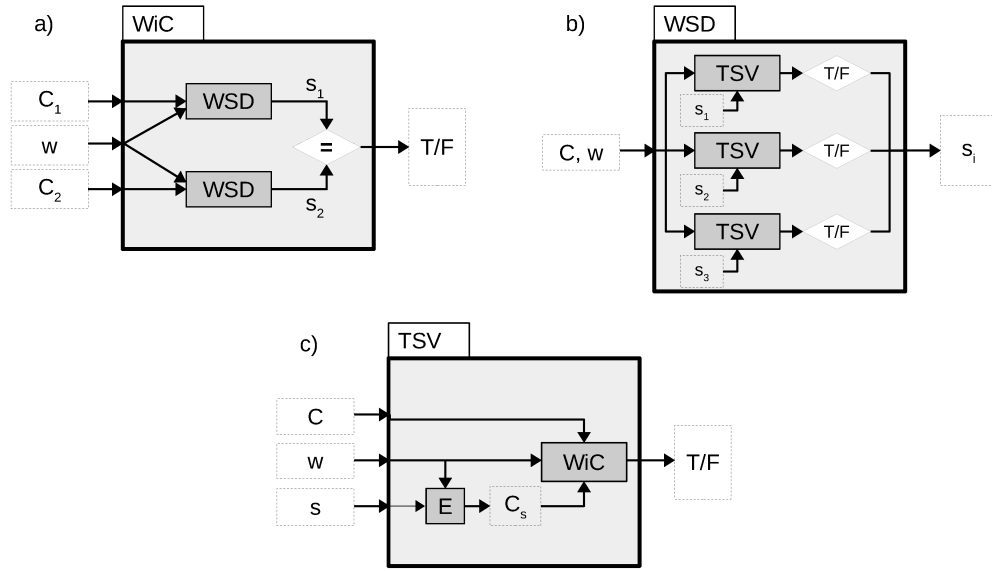 a)
WiC
C1
w
C2
WSD
WSD
s1
=
s2
T/F
b)
WSD
C, w
TSV
T/F
s1
TSV
T/F
s2
TSV
T/F
s3
si
c)
TSV
C
w
s
E
Cs
WiC
T/F